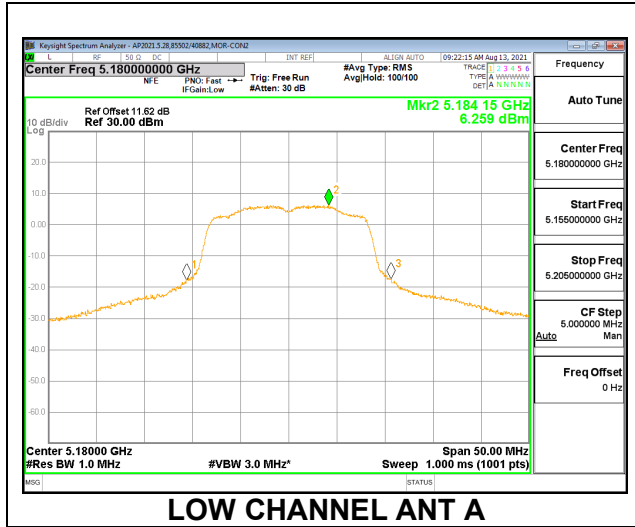 Keysight Spectrum Analyzer - AP2021.5.28,85502/40882,MOR-CON2
LXI L RF 50 Ω DC INT REF ALIGN AUTO 09:22:15 AM Aug 13, 2021
Center Freq 5.180000000 GHz
NFE
PNO: Fast
IFGain:Low
Trig: Free Run
#Atten: 30 dB
#Avg Type: RMS
Avg|Hold: 100/100
TRACE 1 2 3 4 5 6
TYPE A WWWWW
DET A N N N N N
Frequency
Mkr2 5.184 15 GHz
6.259 dBm
Ref Offset 11.62 dB
10 dB/div Ref 30.00 dBm
Log
20.0
10.0
0.00
-10.0
-20.0
-30.0
-40.0
-50.0
-60.0
1
2
3
Auto Tune
Center Freq
5.180000000 GHz
Start Freq
5.155000000 GHz
Stop Freq
5.205000000 GHz
CF Step
5.000000 MHz
Auto Man
Freq Offset
0 Hz
Center 5.18000 GHz Span 50.00 MHz
#Res BW 1.0 MHz #VBW 3.0 MHz* Sweep 1.000 ms (1001 pts)
MSG STATUS
LOW CHANNEL ANT A